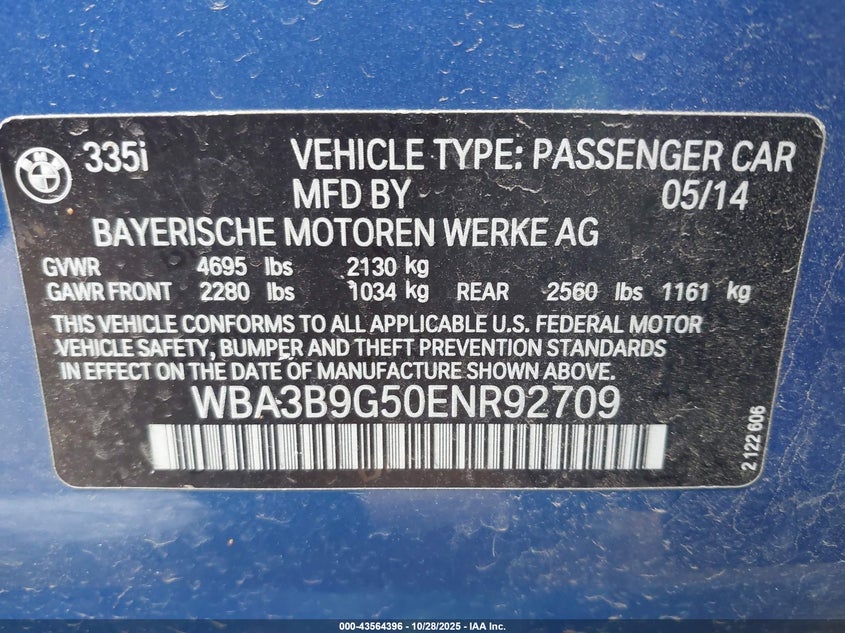 335i VEHICLE TYPE: PASSENGER CAR
MFD BY 05/14
BAYERISCHE MOTOREN WERKE AG
GVWR 4695 lbs 2130 kg
GAWR FRONT 2280 lbs 1034 kg REAR 2560 lbs 1161 kg
THIS VEHICLE CONFORMS TO ALL APPLICABLE U.S. FEDERAL MOTOR
VEHICLE SAFETY, BUMPER AND THEFT PREVENTION STANDARDS
IN EFFECT ON THE DATE OF MANUFACTURE SHOWN ABOVE.
WBA3B9G50ENR92709
2 122 606
000-43564396 - 10/28/2025 - IAA Inc.